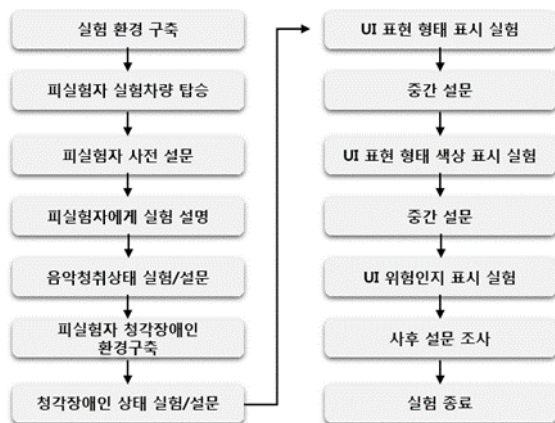 실험 환경 구축
피실험자 실험차량 탑승
피실험자 사전 설문
피실험자에게 실험 설명
음악청취상태 실험/설문
피실험자 청각장애인
환경구축
청각장애인 상태 실험/설문
UI 표현 형태 표시 실험
중간 설문
UI 표현 형태 색상 표시 실험
중간 설문
UI 위험인지 표시 실험
사후 설문 조사
실험 종료